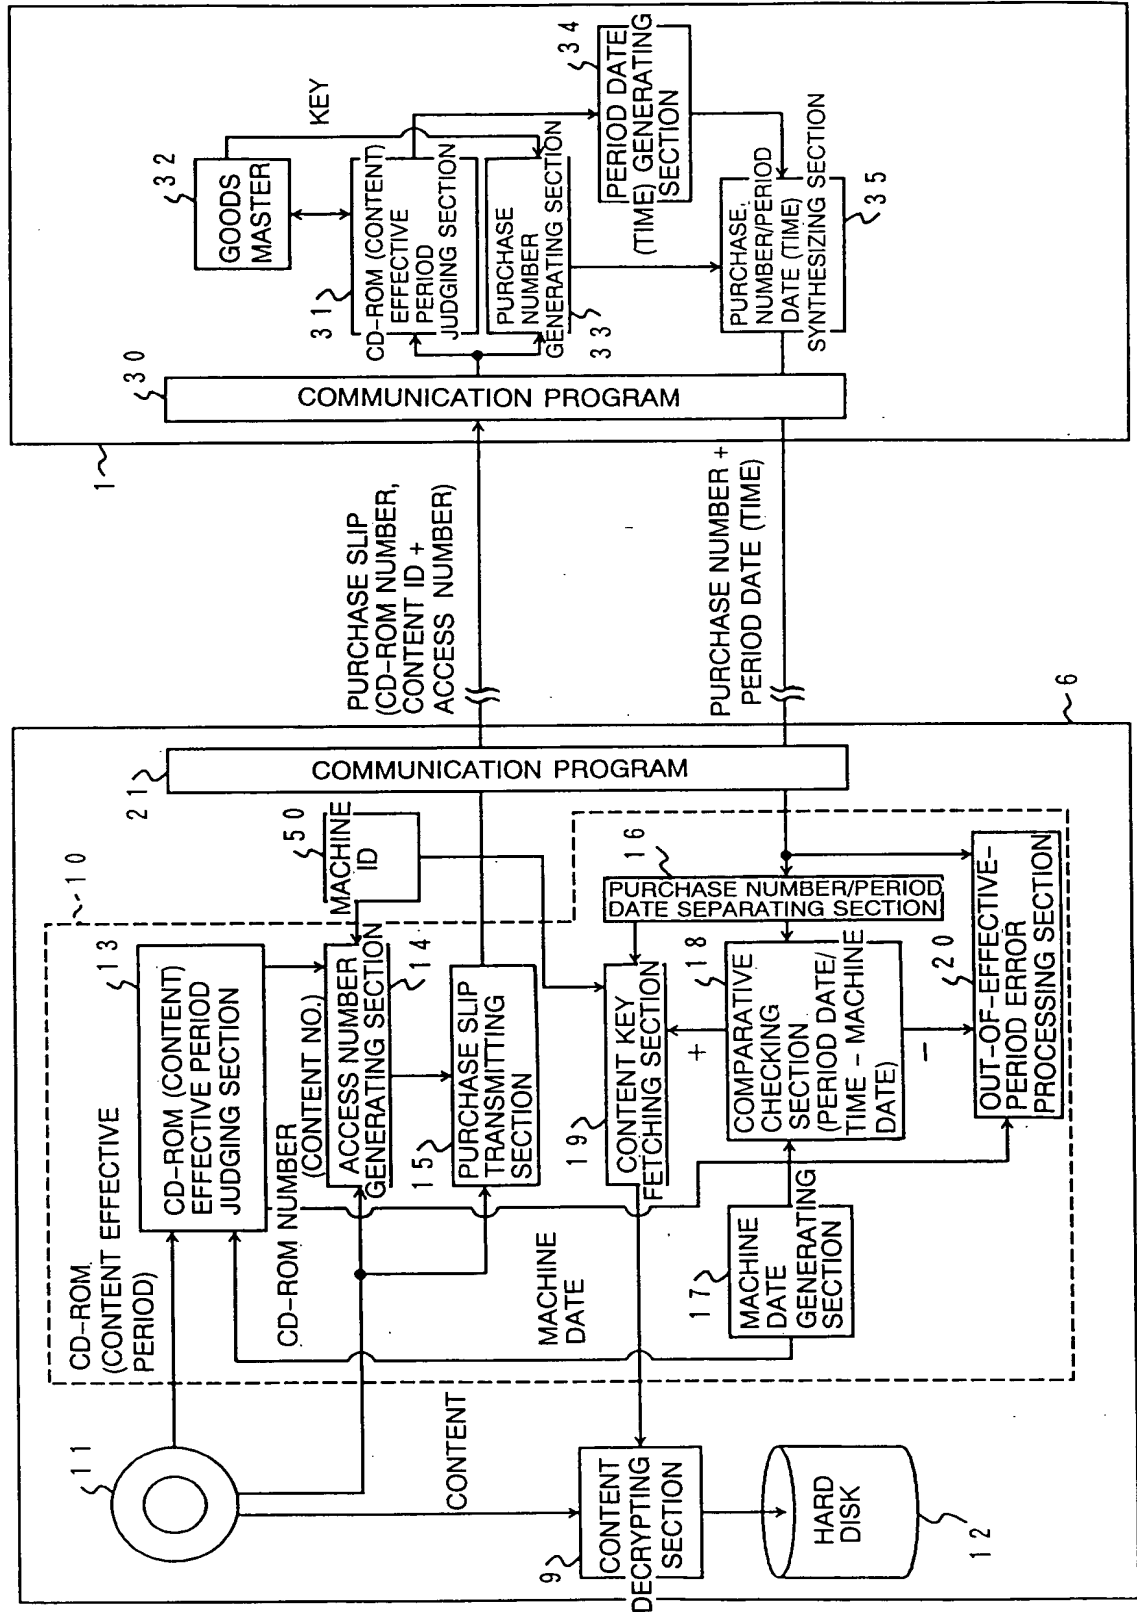 CD-ROM
(CONTENT EFFECTIVE
PERIOD)
11
13
CD-ROM (CONTENT)
EFFECTIVE PERIOD
JUDGING SECTION
10
CD-ROM NUMBER
(CONTENT NO.)
50
MACHINE
ID
21
COMMUNICATION PROGRAM
ACCESS NUMBER
GENERATING SECTION
14
15
PURCHASE SLIP
TRANSMITTTING
SECTION
CONTENT
MACHINE
DATE
9
CONTENT
DECRYPTING
SECTION
19
CONTENT KEY
FETCHING SECTION
16
PURCHASE NUMBER/PERIOD
DATE SEPARATING SECTION
+
18
COMPARATIVE
CHECKING
SECTION
(PERIOD DATE/
TIME - MACHINE
DATE)
-
17
MACHINE
DATE
GENERATING
SECTION
20
OUT-OF-EFFECTIVE-
PERIOD ERROR
PROCESSING SECTION
HARD
DISK
12
6
PURCHASE SLIP
(CD-ROM NUMBER,
CONTENT ID +
ACCESS NUMBER)
PURCHASE NUMBER +
PERIOD DATE (TIME)
1
30
COMMUNICATION PROGRAM
32
GOODS
MASTER
KEY
31
CD-ROM (CONTENT)
EFFECTIVE
PERIOD
JUDGING SECTION
PURCHASE
NUMBER
GENERATING SECTION
33
34
PERIOD DATE
(TIME) GENERATING
SECTION
PURCHASE,
NUMBER/PERIOD
DATE (TIME)
SYNTHESIZING SECTION
35